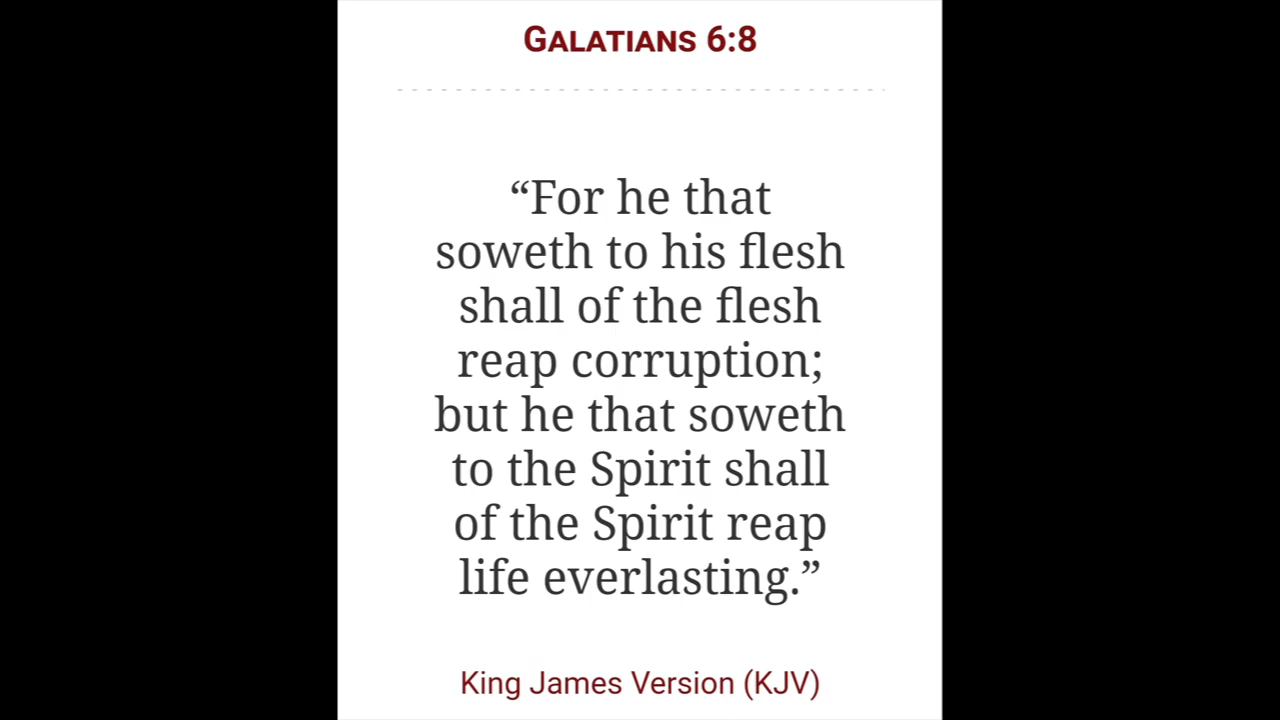 Galatians 6:8
“For he that
soweth to his flesh
shall of the flesh
reap corruption;
but he that soweth
to the Spirit shall
of the Spirit reap
life everlasting.”
King James Version (KJV)